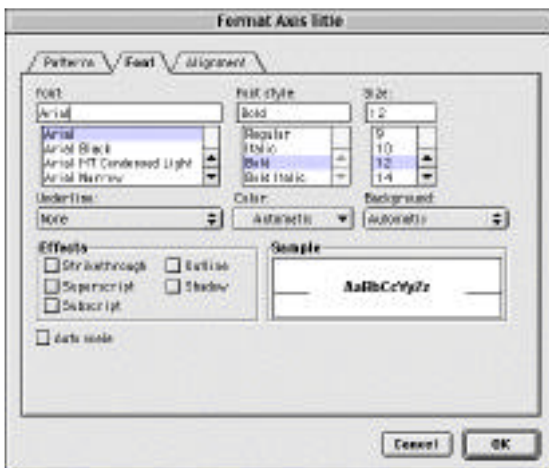 Format Axis Title
Patterns Font Alignment
Font: Font style: Size:
Arial Bold 12
Arial Regular 9
Arial Black Italic 10
Arial MT Condensed Light Bold 12
Arial Narrow Bold Italic 14
Underline: Color: Background:
None Automatic Automatic
Effects Sample
Strikethrough Outline
Superscript Shadow
Subscript
AaBbCcYyZz
Auto scale
Cancel OK